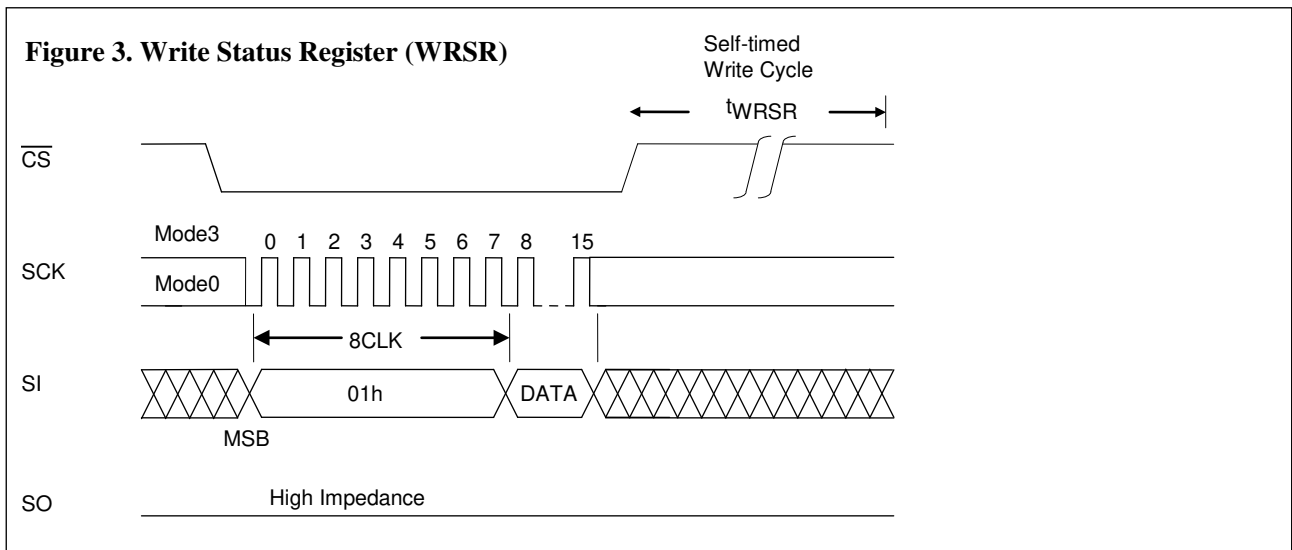 Figure 3. Write Status Register (WRSR)
Self-timed
Write Cycle
tWRSR
CS
Mode3
0 1 2 3 4 5 6 7 8 15
SCK
Mode0
8CLK
SI
01h
DATA
MSB
High Impedance
SO